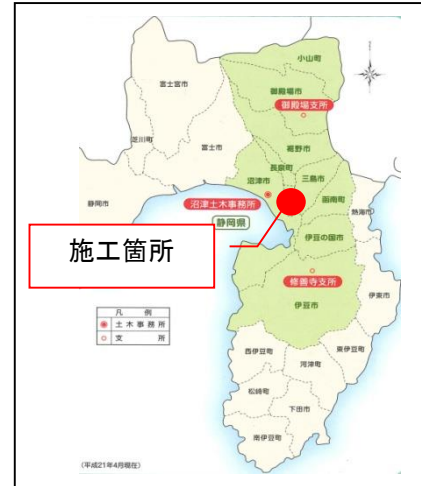 小山町
富士宮市
御殿場市
御殿場支所
芝川町
裾野市
富士市
長泉町
沼津市
三島市
静岡市
沼津土木事務所
函南町
熱海市
静岡県
施工箇所
伊豆の国市
修善寺支所
伊東市
伊豆市
凡 例
土木事務所
支 所
西伊豆町
河津町
東伊豆町
松崎町
下田市
南伊豆町
(平成21年4月現在)